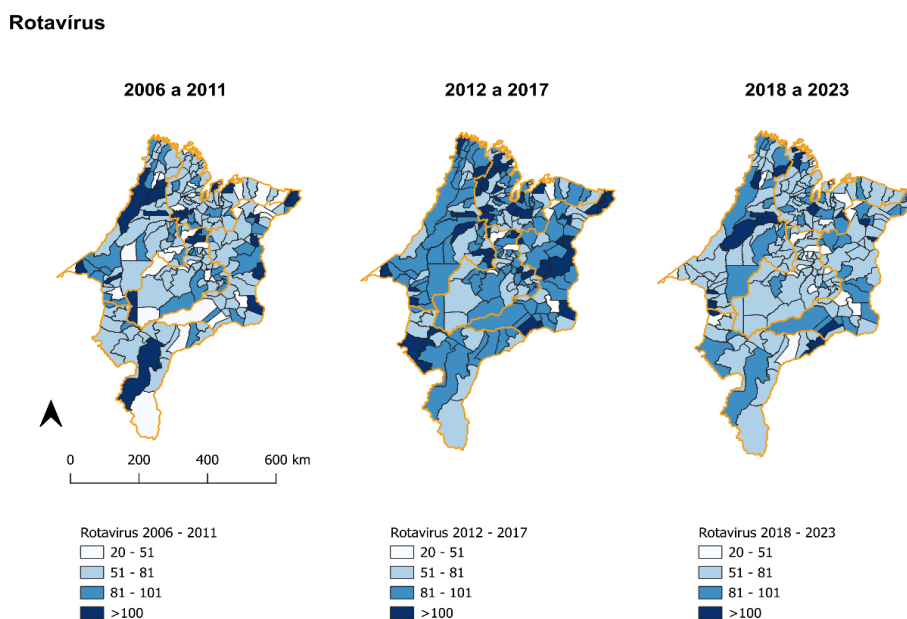 Rotavírus
2006 a 2011
2012 a 2017
2018 a 2023
0 200 400 600 km
Rotavirus 2006 - 2011
20 - 51
51 - 81
81 - 101
>100
Rotavirus 2012 - 2017
20 - 51
51 - 81
81 - 101
>100
Rotavirus 2018 - 2023
20 - 51
51 - 81
81 - 101
>100